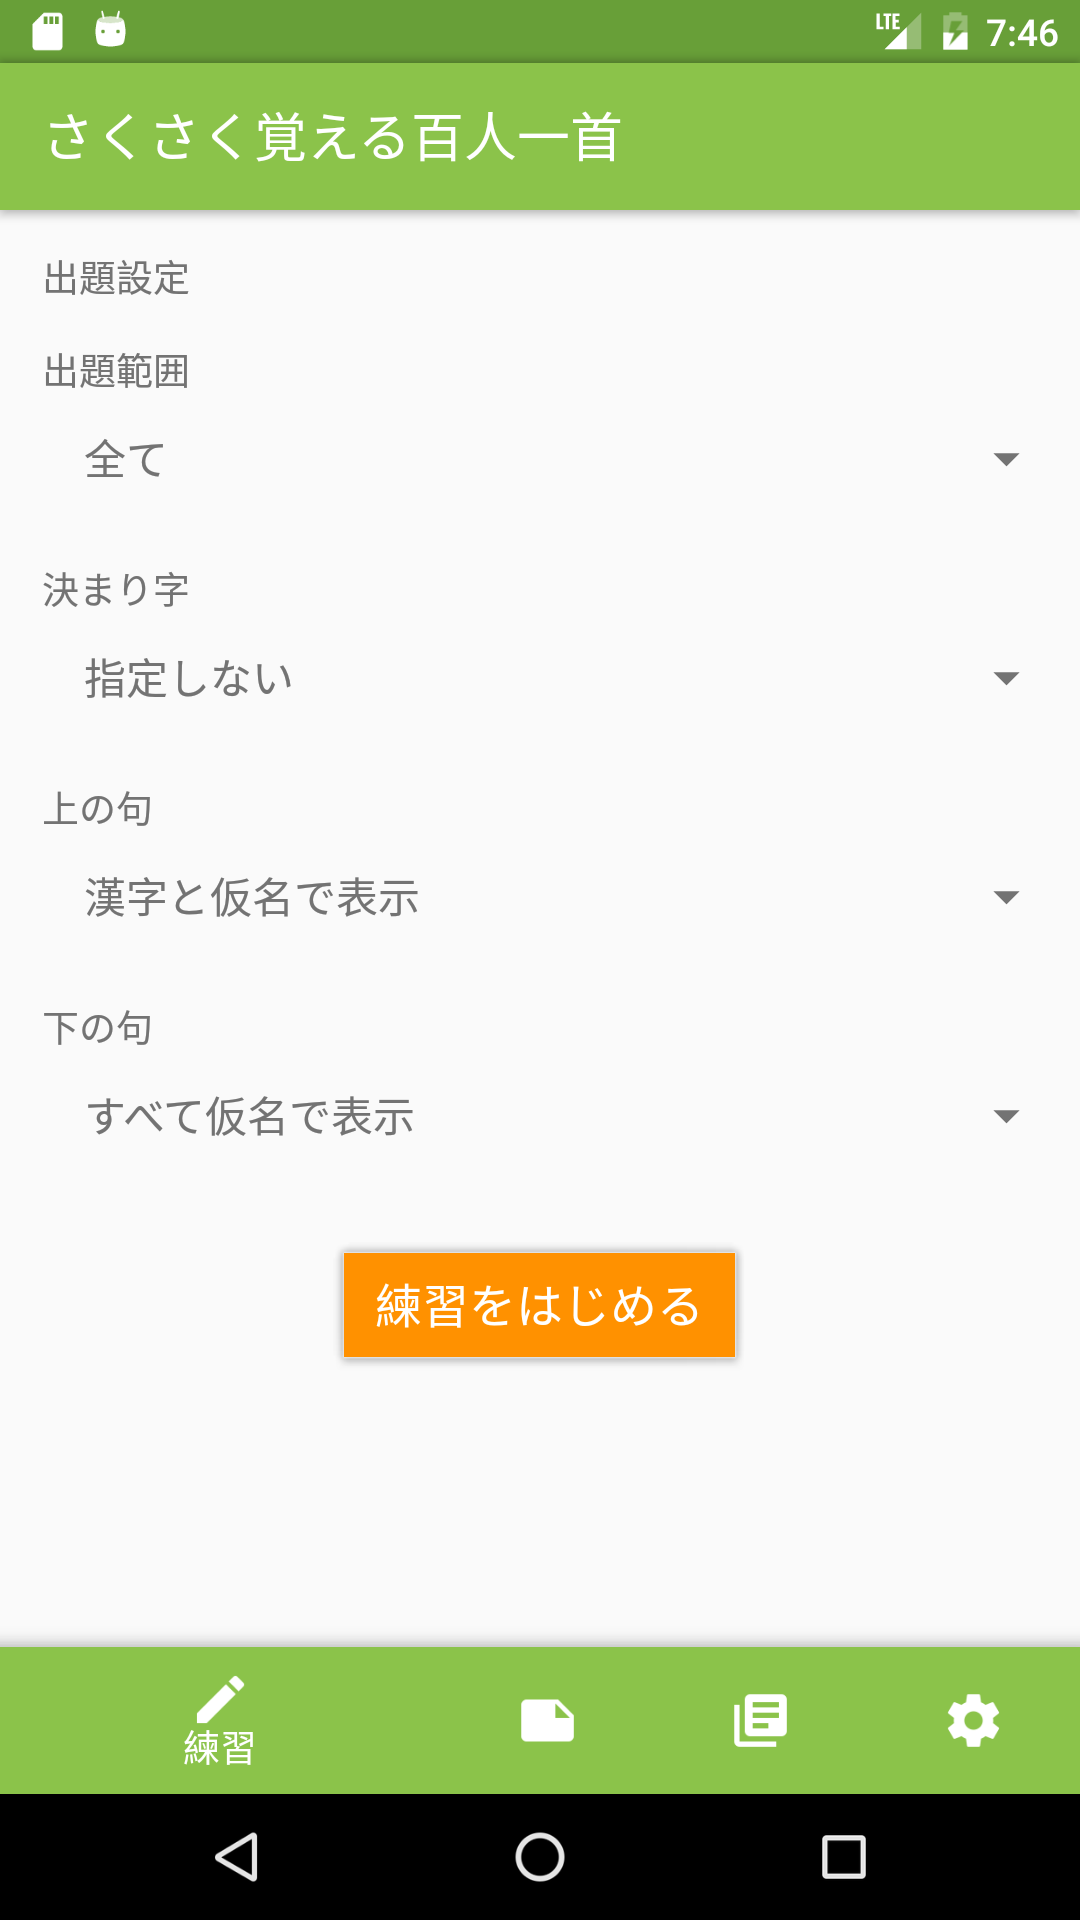 LTE 7:46
さくさく覚える百人一首
出題設定
出題範囲
全て
決まり字
指定しない
上の句
漢字と仮名で表示
下の句
すべて仮名で表示
練習をはじめる
練習